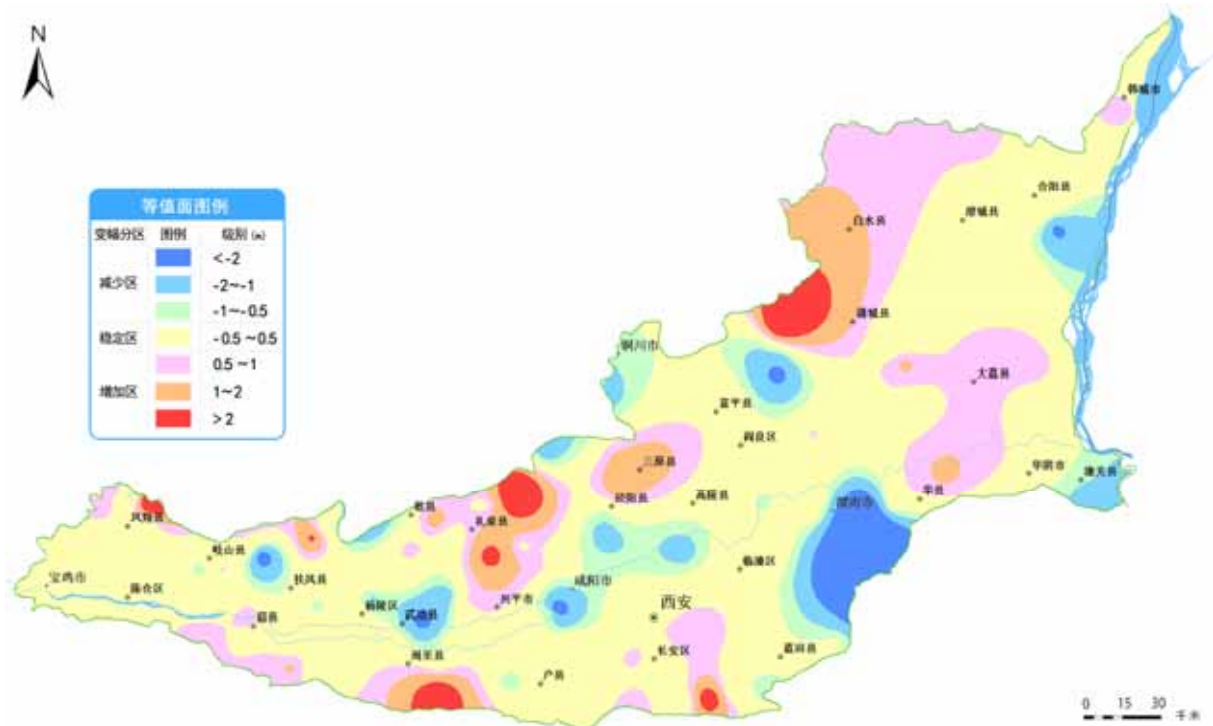 N
等值面图例
变幅分区 图例 级别 (m)
<-2
减少区 -2~-1
-1~-0.5
稳定区 -0.5~0.5
0.5~1
增加区 1~2
>2
韩城市
合阳县
澄城县
白水县
蒲城县
铜川市
大荔县
富平县
阎良区
三原县
泾阳县
高陵县
华阴市
潼关县
华县
渭南市
乾县
礼泉县
凤翔县
岐山县
扶风县
宝鸡市
陈仓区
眉县
杨陵区
武功县
兴平市
咸阳市
临潼区
西安
周至县
户县
长安区
蓝田县
0 15 30
千米